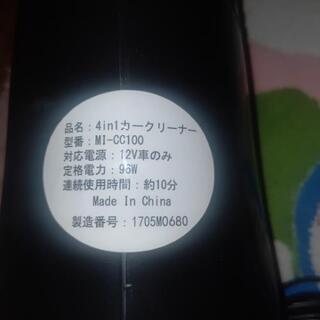 品名：4in1カークリーナー
型番：MI-CC100
対応電源：12V車のみ
定格電力：96W
連続使用時間：約10分
Made In China
製造番号：1705M0680